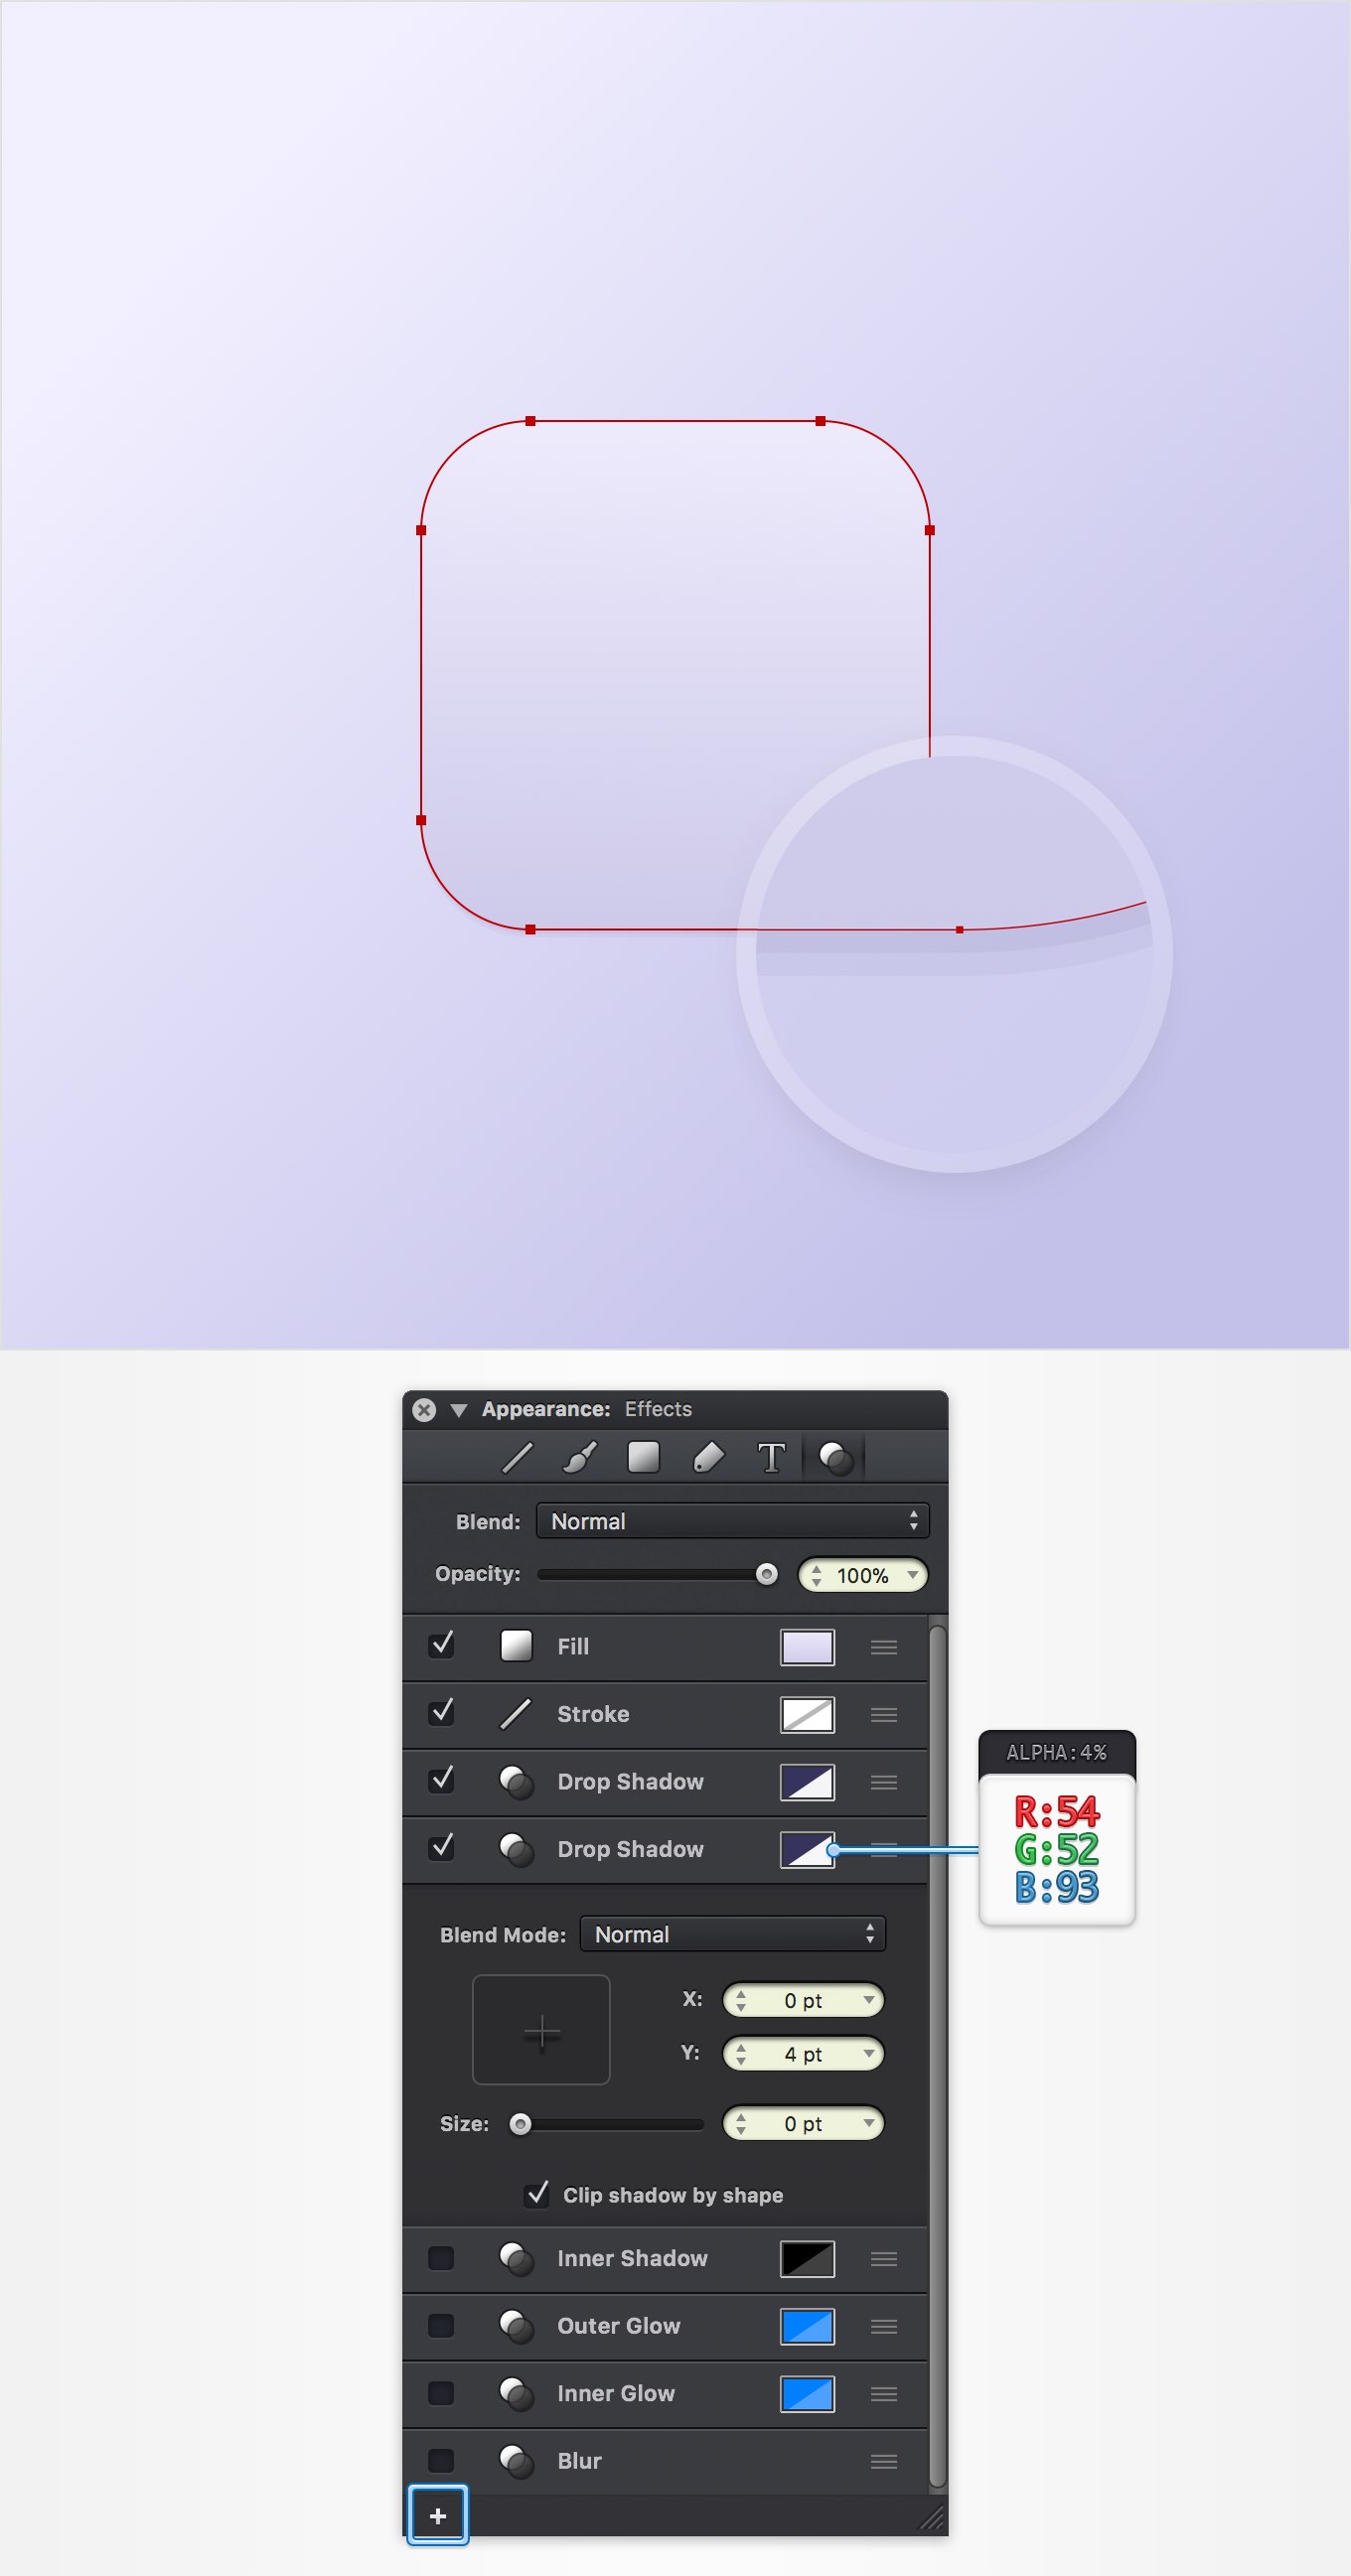 Appearance: Effects
T
Blend: Normal
Opacity: 100%
Fill
Stroke
Drop Shadow
ALPHA:4%
Drop Shadow
R:54
G:52
B:93
Blend Mode: Normal
X: 0 pt
Y: 4 pt
Size: 0 pt
Clip shadow by shape
Inner Shadow
Outer Glow
Inner Glow
Blur
+